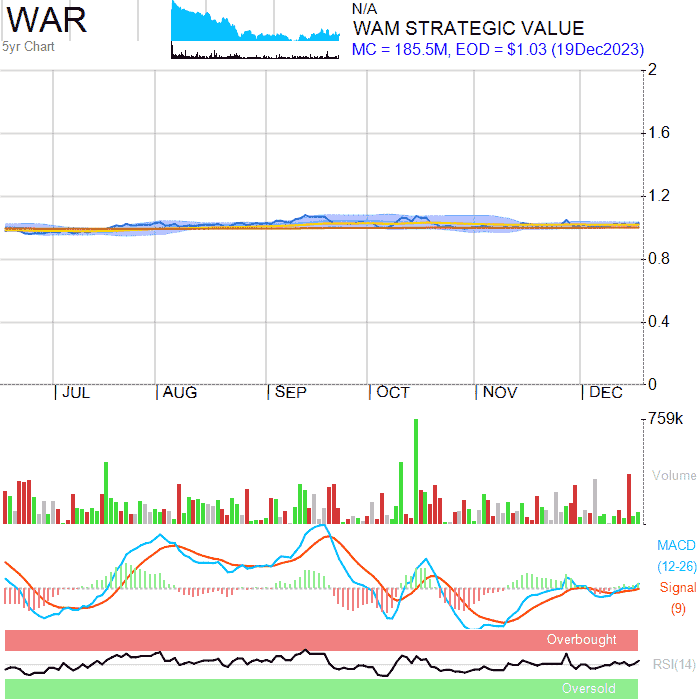 WAR
5yr Chart
N/A
WAM STRATEGIC VALUE
MC = 185.5M, EOD = $1.03 (19Dec2023)
2
1.6
1.2
0.8
0.4
0
JUL AUG SEP OCT NOV DEC
759k
Volume
MACD
(12-26)
Signal
(9)
Overbought
RSI(14)
Oversold